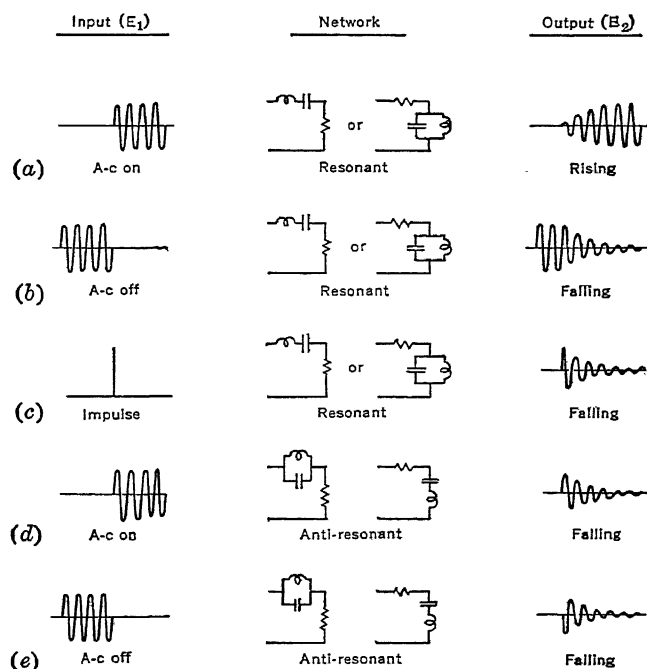 Input (E1) Network Output (E2)
or
(a) A-c on Resonant Rising
or
(b) A-c off Resonant Falling
or
(c) Impulse Resonant Falling
(d) A-c on Anti-resonant Falling
(e) A-c off Anti-resonant Falling